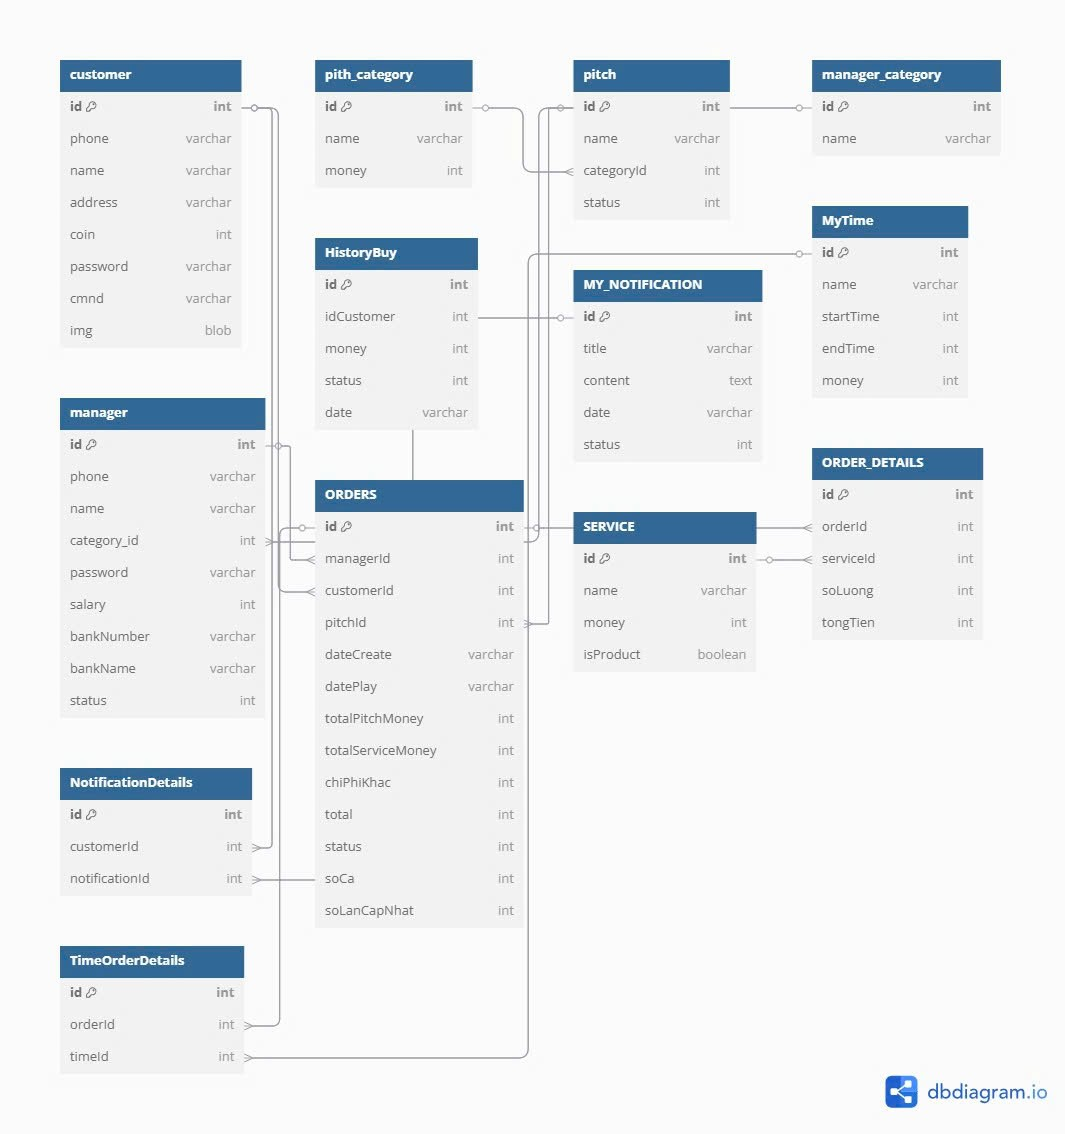 customer
id int
phone varchar
name varchar
address varchar
coin int
password varchar
cmnd varchar
img blob
pith_category
id int
name varchar
money int
pitch
id int
name varchar
categoryId int
status int
manager_category
id int
name varchar
HistoryBuy
id int
idCustomer int
money int
status int
date varchar
MY_NOTIFICATION
id int
title varchar
content text
date varchar
status int
MyTime
id int
name varchar
startTime int
endTime int
money int
manager
id int
phone varchar
name varchar
category_id int
password varchar
salary int
bankNumber varchar
bankName varchar
status int
ORDERS
id int
managerId int
customerId int
pitchId int
dateCreate varchar
datePlay varchar
totalPitchMoney int
totalServiceMoney int
chiPhiKhac int
total int
status int
soCa int
soLanCapNhat int
SERVICE
id int
name varchar
money int
isProduct boolean
ORDER_DETAILS
id int
orderId int
serviceId int
soLuong int
tongTien int
NotificationDetails
id int
customerId int
notificationId int
TimeOrderDetails
id int
orderId int
timeId int
dbdiagram.io